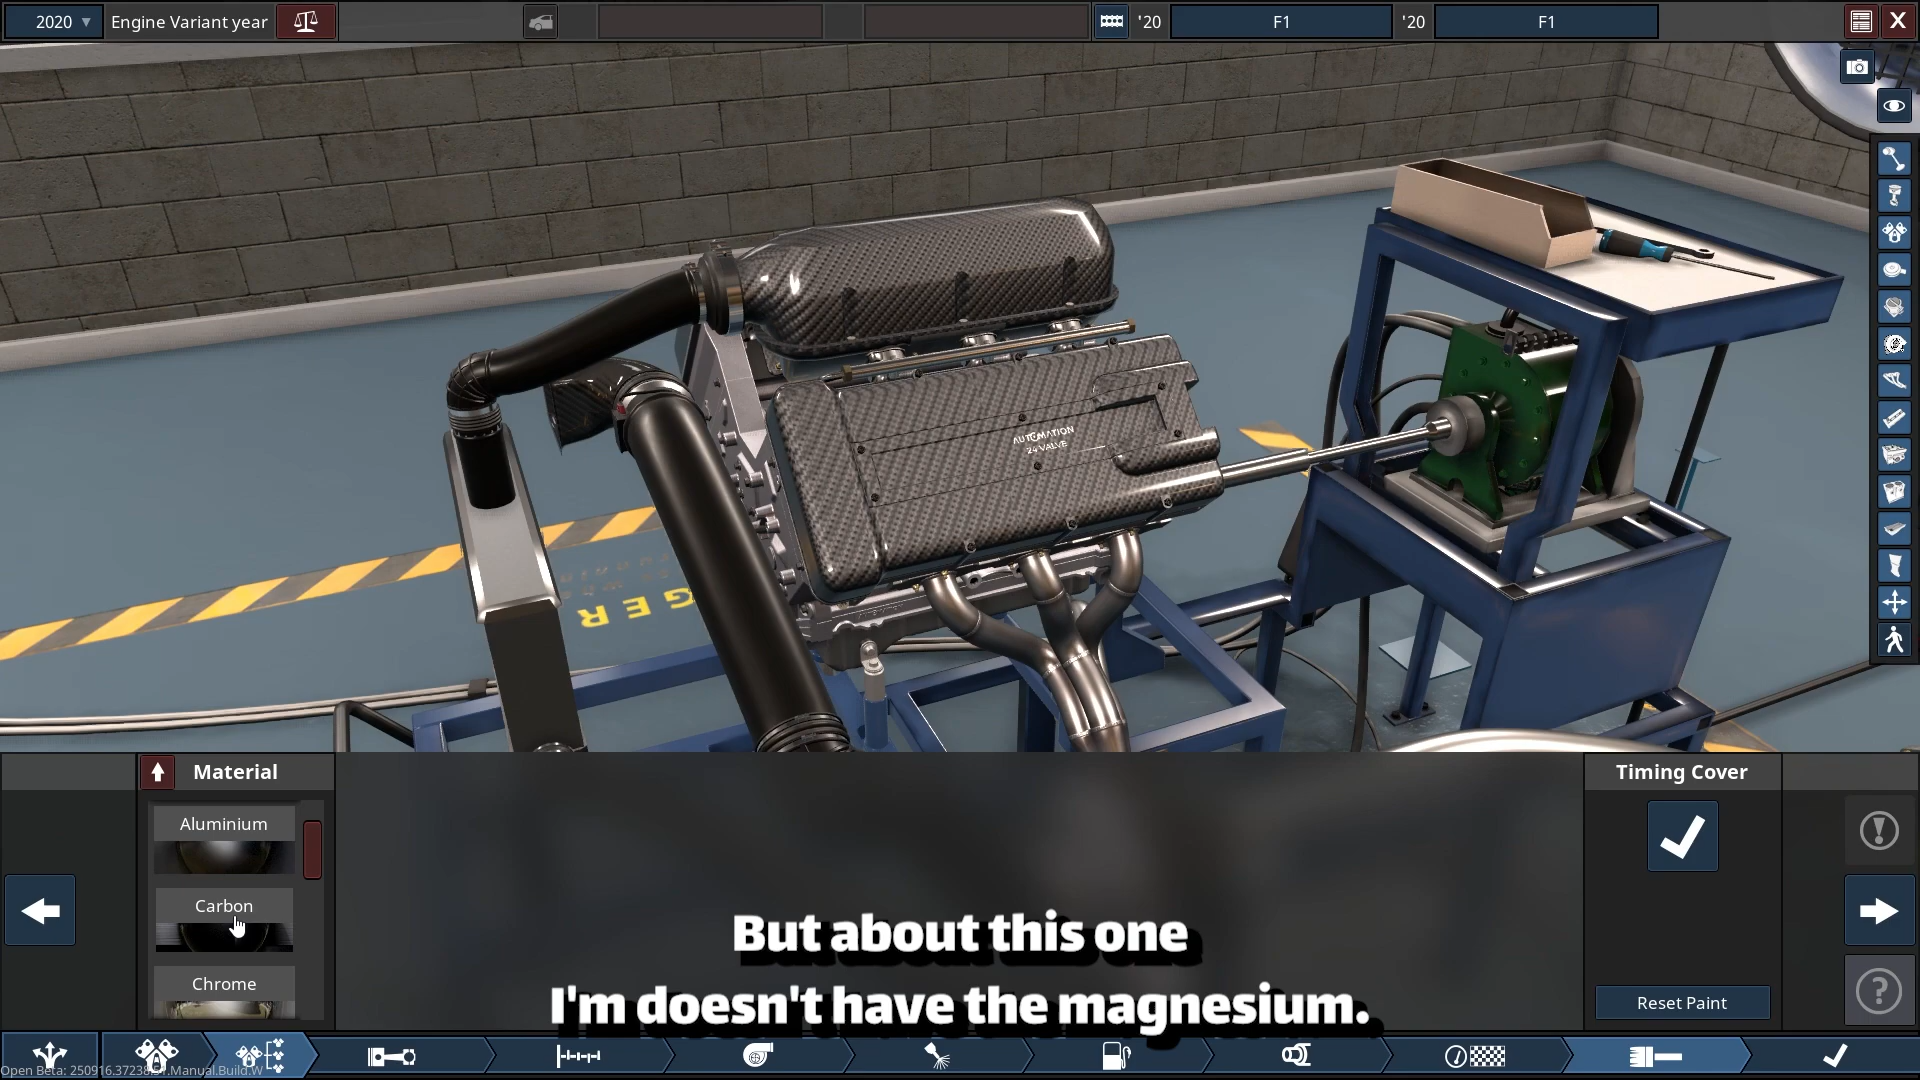 2020 ▼
Engine Variant year
'20
F1
'20
F1
X
AUTOMATION
24 VALVE
GER
Material
Timing Cover
Aluminium
Carbon
Chrome
But about this one
I'm doesn't have the magnesium.
Reset Paint